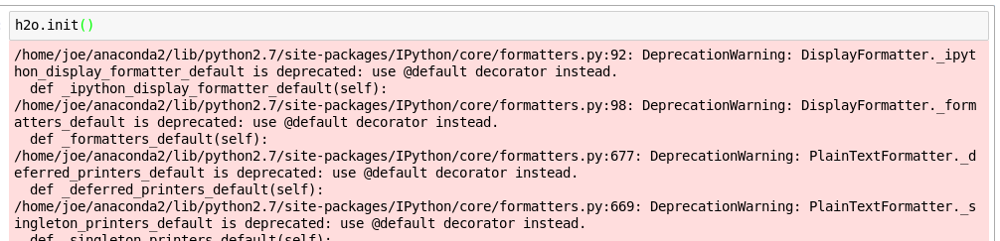 h2o.init()
/home/joe/anaconda2/lib/python2.7/site-packages/IPython/core/formatters.py:92: DeprecationWarning: DisplayFormatter._ipyt
hon_display_formatter_default is deprecated: use @default decorator instead.
  def _ipython_display_formatter_default(self):
/home/joe/anaconda2/lib/python2.7/site-packages/IPython/core/formatters.py:98: DeprecationWarning: DisplayFormatter._form
atters_default is deprecated: use @default decorator instead.
  def _formatters_default(self):
/home/joe/anaconda2/lib/python2.7/site-packages/IPython/core/formatters.py:677: DeprecationWarning: PlainTextFormatter._d
eferred_printers_default is deprecated: use @default decorator instead.
  def _deferred_printers_default(self):
/home/joe/anaconda2/lib/python2.7/site-packages/IPython/core/formatters.py:669: DeprecationWarning: PlainTextFormatter._s
ingleton_printers_default is deprecated: use @default decorator instead.
  def _singleton_printers_default(self):